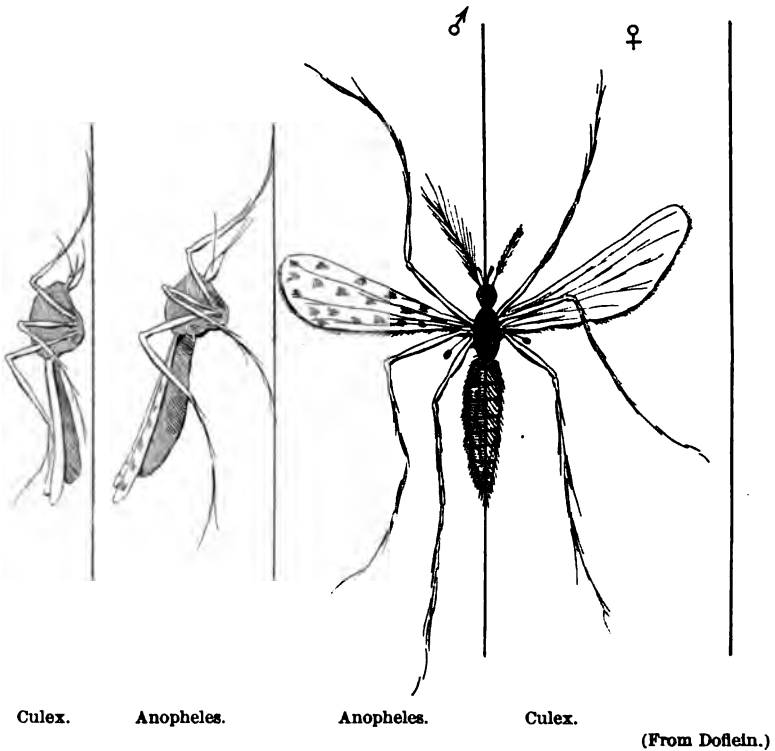 ♂ ♀
Culex. Anopheles. Anopheles. Culex.
(From Doflein.)